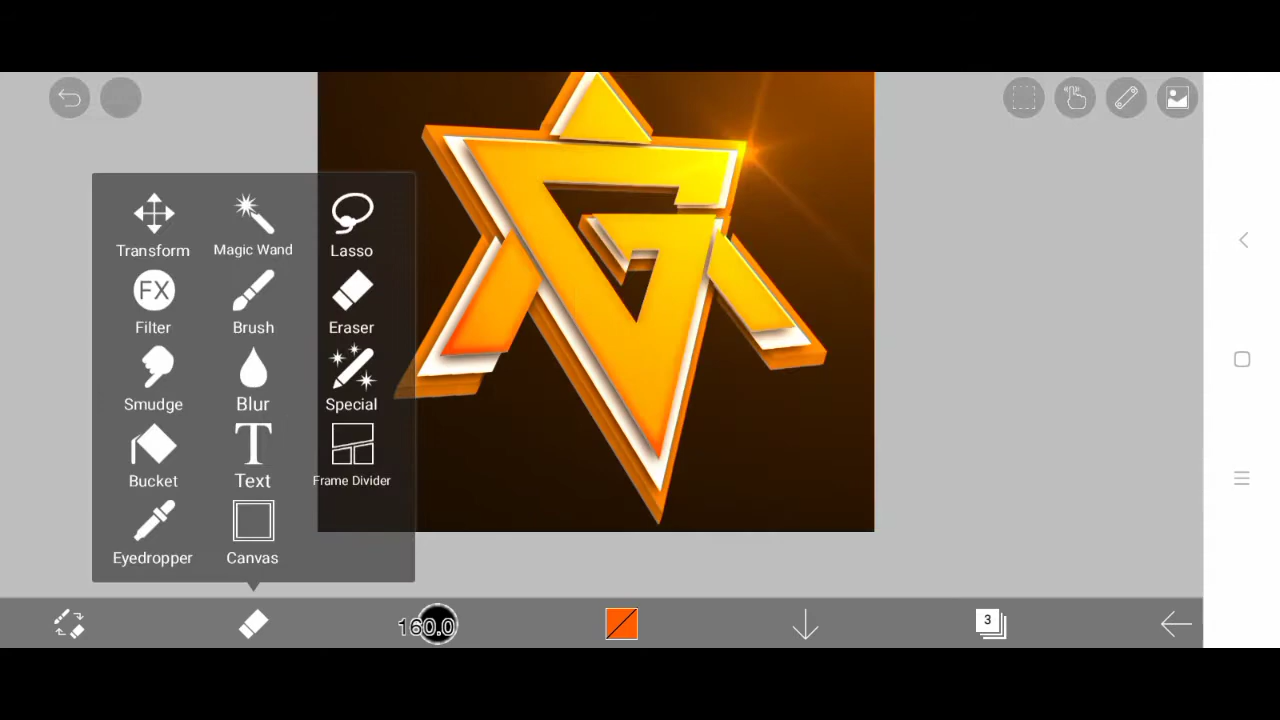 Transform Magic Wand Lasso
FX
Filter Brush Eraser
Smudge Blur Special
T
Bucket Text Frame Divider
Eyedropper Canvas
160.0 3